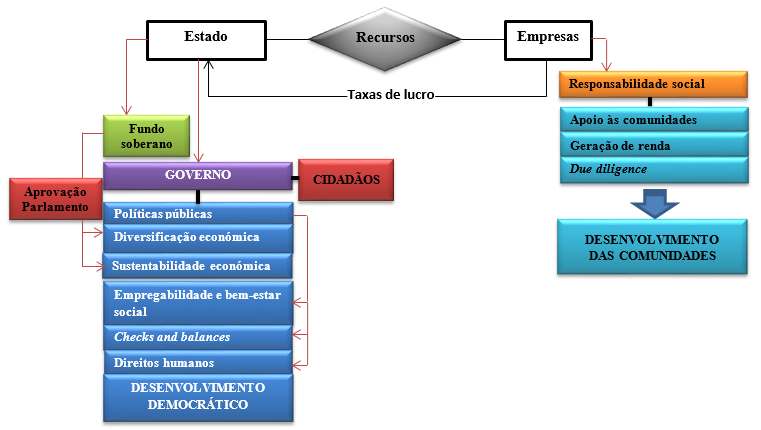 Estado
Recursos
Empresas
Taxas de lucro
Responsabilidade social
Apoio às comunidades
Geração de renda
Due diligence
DESENVOLVIMENTO
DAS COMUNIDADES
Fundo
soberano
GOVERNO
CIDADÃOS
Aprovação
Parlamento
Políticas públicas
Diversificação económica
Sustentabilidade económica
Empregabilidade e bem-estar
social
Checks and balances
Direitos humanos
DESENVOLVIMENTO
DEMOCRÁTICO